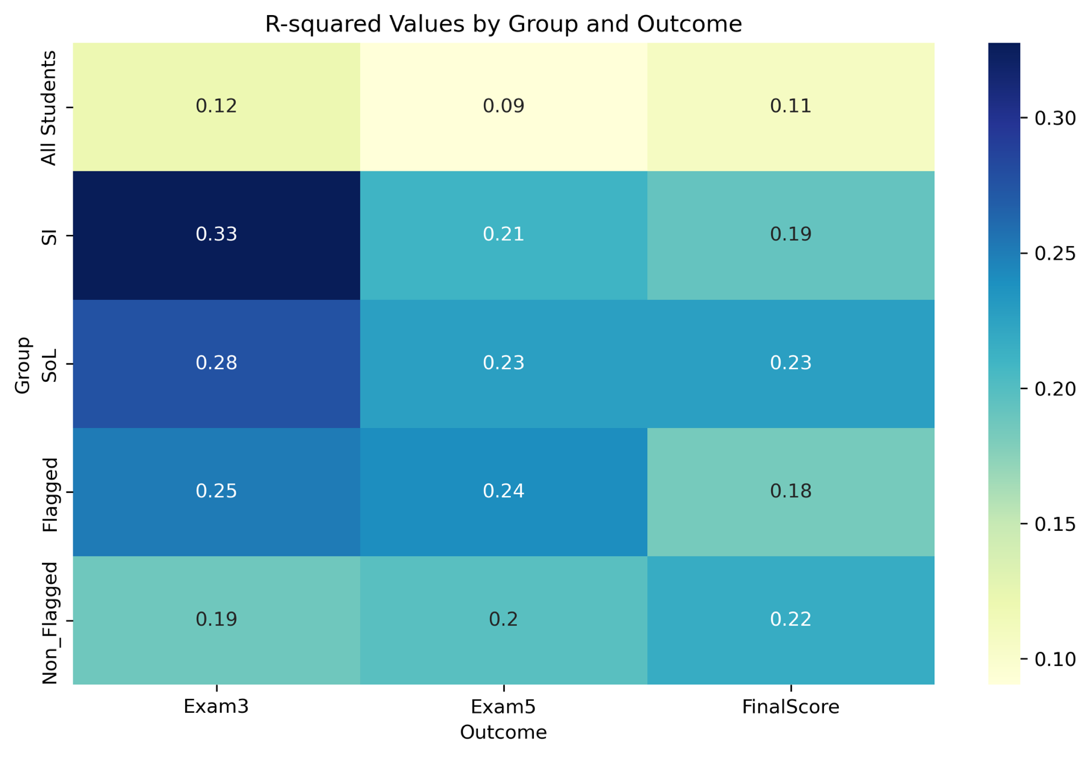 R-squared Values by Group and Outcome
All Students
0.12 0.09 0.11
SI
0.33 0.21 0.19
SoL
0.28 0.23 0.23
Flagged
0.25 0.24 0.18
Non_Flagged
0.19 0.2 0.22
Group
Exam3 Exam5 FinalScore
Outcome
0.30
0.25
0.20
0.15
0.10